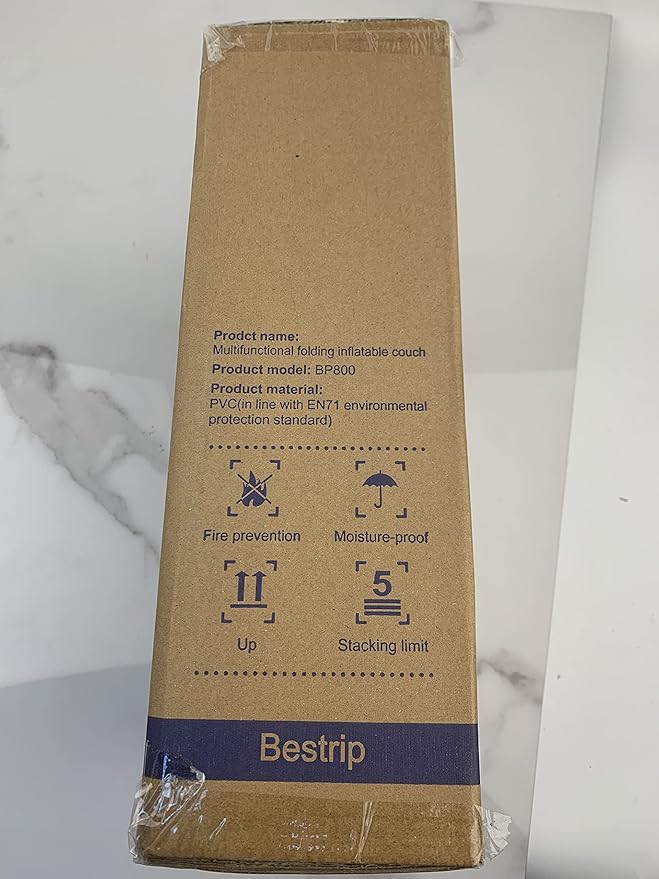 Prodct name:
Multifunctional folding inflatable couch
Product model: BP800
Product material:
PVC(in line with EN71 environmental
protection standard)
Fire prevention
Moisture-proof
5
Up
Stacking limit
Bestrip